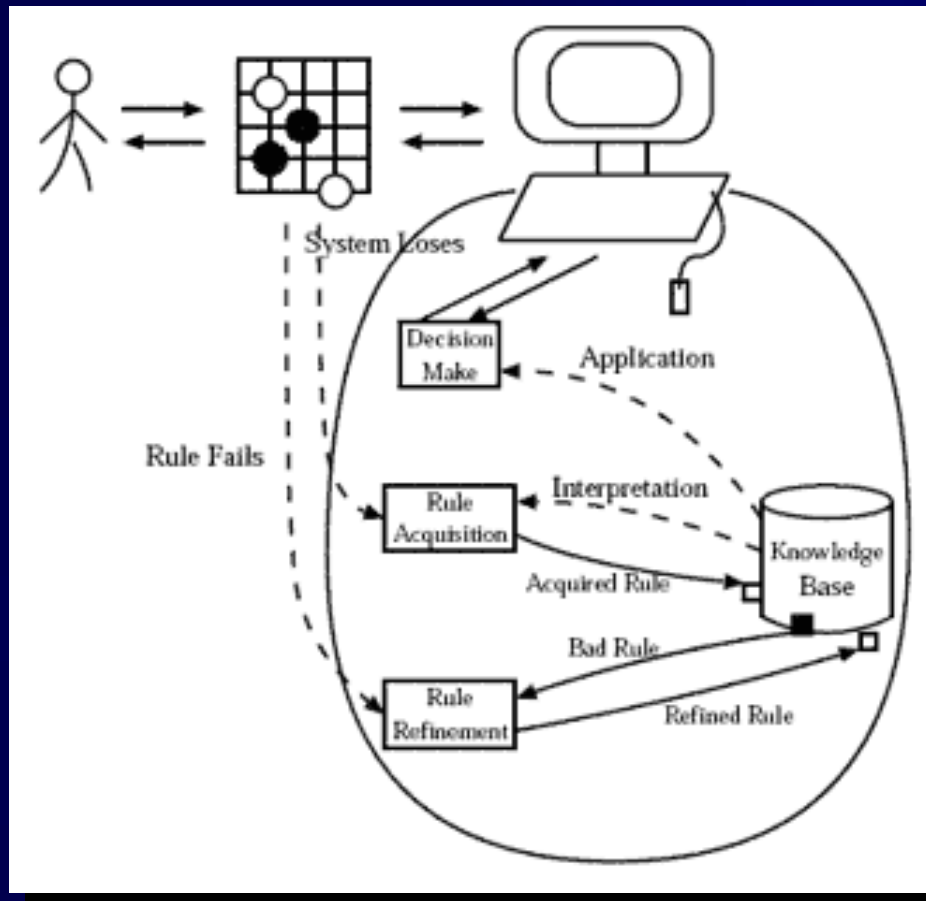 System Loses
Decision
Make
Application
Rule Fails
Rule
Acquisition
Interpretation
Knowledge
Base
Acquired Rule
Bad Rule
Rule
Refinement
Refined Rule